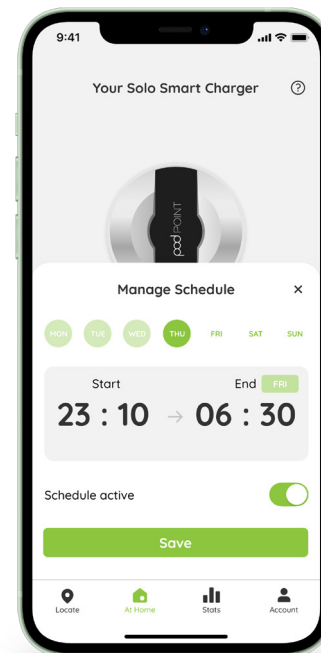 9:41
Your Solo Smart Charger ?
pod POINT
Manage Schedule ×
MON TUE WED THU FRI SAT SUN
Start End FRI
23 : 10 → 06 : 30
Schedule active
Save
Locate At Home Stats Account